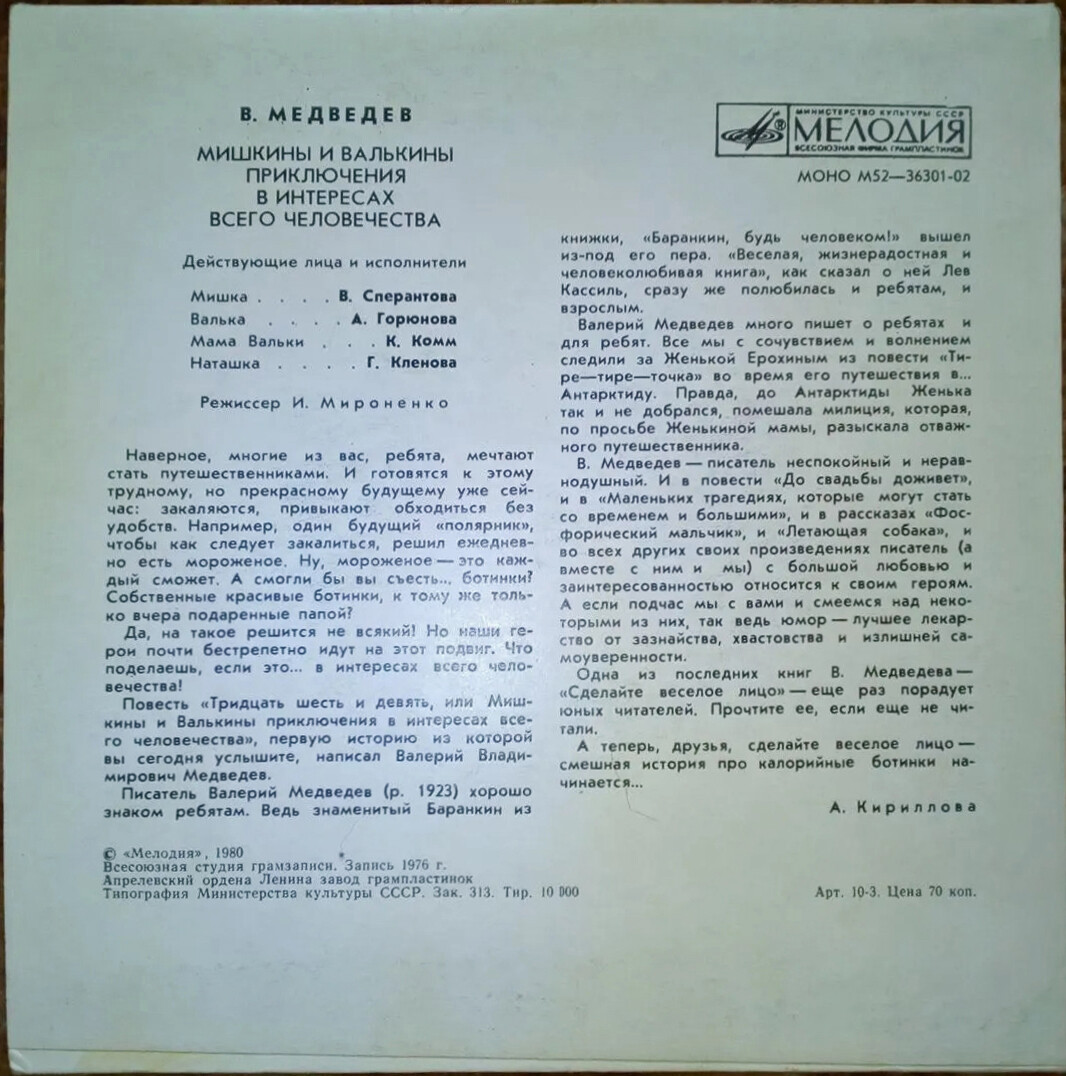 В. МЕДВЕДЕВ
МИШКИНЫ И ВАЛЬКИНЫ
ПРИКЛЮЧЕНИЯ
В ИНТЕРЕСАХ
ВСЕГО ЧЕЛОВЕЧЕСТВА
Действующие лица и исполнители
Мишка . . . . В. Сперантова
Валька . . . . А. Горюнова
Мама Вальки . . . К. Комм
Наташка . . . . Г. Кленова
Режиссер И. Мироненко
Наверное, многие из вас, ребята, мечтают
стать путешественниками. И готовятся к этому
трудному, но прекрасному будущему уже сей-
час: закаляются, привыкают обходиться без
удобств. Например, один будущий «полярник»,
чтобы как следует закалиться, решил ежеднев-
но есть мороженое. Ну, мороженое — это каж-
дый сможет. А смогли бы вы съесть... ботинки?
Собственные красивые ботинки, к тому же толь-
ко вчера подаренные папой?
Да, на такое решится не всякий! Но наши ге-
рои почти бестрепетно идут на этот подвиг. Что
поделаешь, если это... в интересах всего чело-
вечества!
Повесть «Тридцать шесть и девять, или Миш-
кины и Валькины приключения в интересах все-
го человечества», первую историю из которой
вы сегодня услышите, написал Валерий Влади-
мирович Медведев.
Писатель Валерий Медведев (р. 1923) хорошо
знаком ребятам. Ведь знаменитый Баранкин из
© «Мелодия», 1980
Всесоюзная студия грамзаписи. Запись 1976 г.
Апрелевский ордена Ленина завод грампластинок
Типография Министерства культуры СССР. Зак. 313. Тир. 10 000
МИНИСТЕРСТВО КУЛЬТУРЫ СССР
МЕЛОДИЯ
ВСЕСОЮЗНАЯ ФИРМА ГРАМПЛАСТИНОК
МОНО М52—36301-02
книжки, «Баранкин, будь человеком!» вышел
из-под его пера. «Веселая, жизнерадостная и
человеколюбивая книга», как сказал о ней Лев
Кассиль, сразу же полюбилась и ребятам, и
взрослым.
Валерий Медведев много пишет о ребятах и
для ребят. Все мы с сочувствием и волнением
следили за Женькой Ерохиным из повести «Ти-
ре—тире—точка» во время его путешествия в...
Антарктиду. Правда, до Антарктиды Женька
так и не добрался, помешала милиция, которая,
по просьбе Женькиной мамы, разыскала отваж-
ного путешественника.
В. Медведев — писатель неспокойный и нерав-
нодушный. И в повести «До свадьбы доживет»,
и в «Маленьких трагедиях, которые могут стать
со временем и большими», и в рассказах «Фос-
форический мальчик», и «Летающая собака», и
во всех других своих произведениях писатель (а
вместе с ним и мы) с большой любовью и
заинтересованностью относится к своим героям.
А если подчас мы с вами и смеемся над неко-
торыми из них, так ведь юмор — лучшее лекар-
ство от зазнайства, хвастовства и излишней са-
моуверенности.
Одна из последних книг В. Медведева —
«Сделайте веселое лицо» — еще раз порадует
юных читателей. Прочтите ее, если еще не чи-
тали.
А теперь, друзья, сделайте веселое лицо —
смешная история про калорийные ботинки на-
чинается...
А. Кириллова
Арт. 10-3. Цена 70 коп.